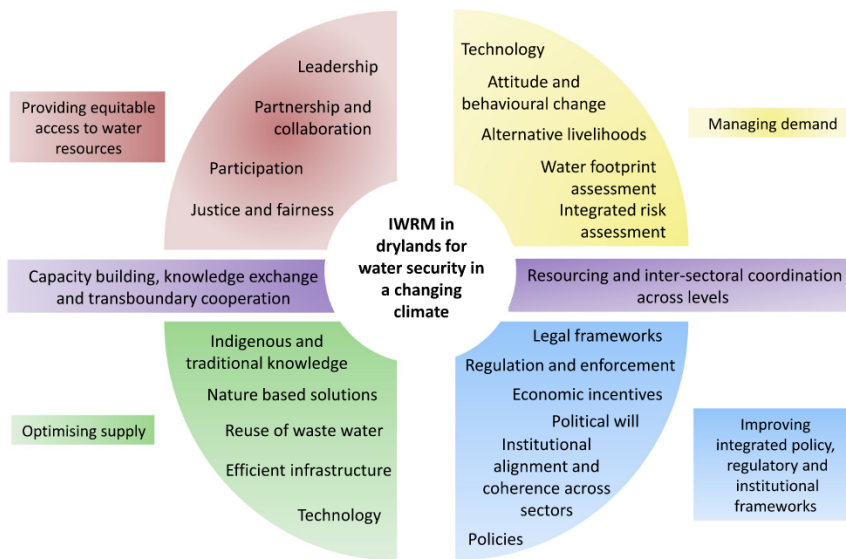 Providing equitable
access to water
resources
Leadership
Partnership and
collaboration
Participation
Justice and fairness
Technology
Attitude and
behavioural change
Alternative livelihoods
Water footprint
assessment
Integrated risk
assessment
Managing demand
IWRM in
drylands for
water security in
a changing
climate
Capacity building, knowledge exchange
and transboundary cooperation
Resourcing and inter-sectoral coordination
across levels
Optimising supply
Indigenous and
traditional knowledge
Nature based solutions
Reuse of waste water
Efficient infrastructure
Technology
Legal frameworks
Regulation and enforcement
Economic incentives
Political will
Institutional
alignment and
coherence across
sectors
Policies
Improving
integrated policy,
regulatory and
institutional
frameworks